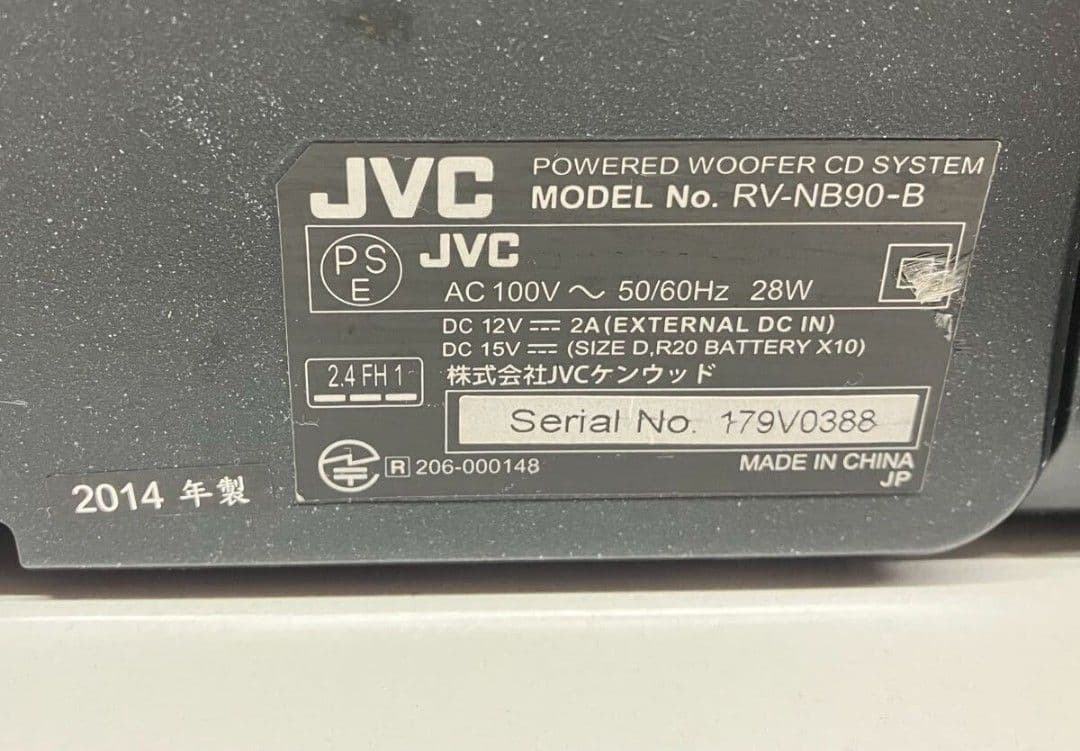 JVC POWERED WOOFER CD SYSTEM
MODEL No. RV-NB90-B
PSE JVC
AC 100V ～ 50/60Hz 28W
DC 12V ⎓ 2A (EXTERNAL DC IN)
DC 15V ⎓ (SIZE D,R20 BATTERY X10)
2.4 FH 1 株式会社JVCケンウッド
Serial No. 179V0388
R 206-000148 MADE IN CHINA
JP
2014 年製